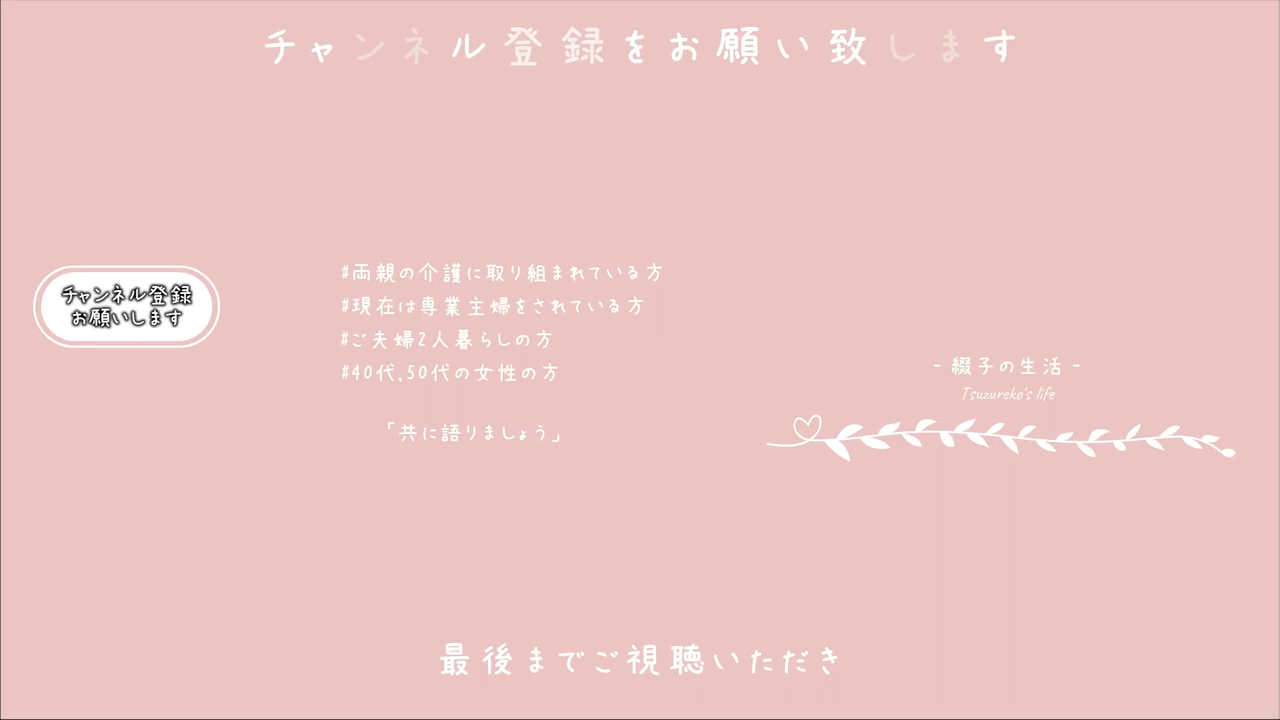 チャンネル登録をお願い致します
チャンネル登録
お願いします
#両親の介護に取り組まれている方
#現在は専業主婦をされている方
#ご夫婦2人暮らしの方
#40代,50代の女性の方
「共に語りましょう」
- 綴子の生活 -
Tsuzureko's life
最後までご視聴いただき